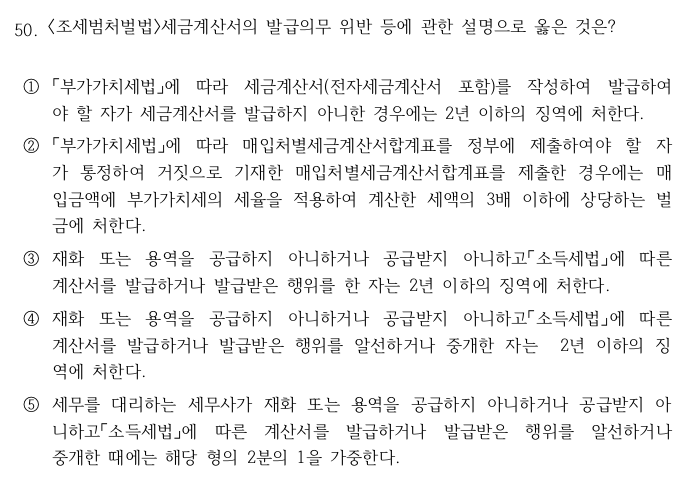 50. <조세범처벌법>세금계산서의 발급의무 위반 등에 관한 설명으로 옳은 것은?
① 「부가가치세법」에 따라 세금계산서(전자세금계산서 포함)를 작성하여 발급하여
야 할 자가 세금계산서를 발급하지 아니한 경우에는 2년 이하의 징역에 처한다.
② 「부가가치세법」에 따라 매입처별세금계산서합계표를 정부에 제출하여야 할 자
가 통정하여 거짓으로 기재한 매입처별세금계산서합계표를 제출한 경우에는 매
입금액에 부가가치세의 세율을 적용하여 계산한 세액의 3배 이하에 상당하는 벌
금에 처한다.
③ 재화 또는 용역을 공급하지 아니하거나 공급받지 아니하고「소득세법」에 따른
계산서를 발급하거나 발급받은 행위를 한 자는 2년 이하의 징역에 처한다.
④ 재화 또는 용역을 공급하지 아니하거나 공급받지 아니하고「소득세법」에 따른
계산서를 발급하거나 발급받은 행위를 알선하거나 중개한 자는 2년 이하의 징
역에 처한다.
⑤ 세무를 대리하는 세무사가 재화 또는 용역을 공급하지 아니하거나 공급받지 아
니하고「소득세법」에 따른 계산서를 발급하거나 발급받은 행위를 알선하거나
중개한 때에는 해당 형의 2분의 1을 가중한다.